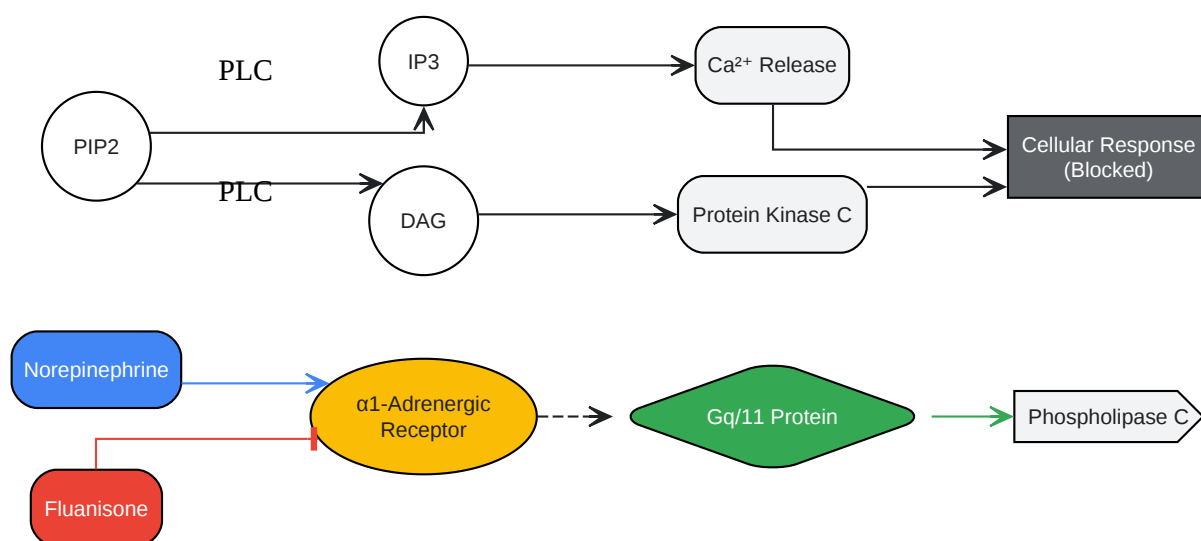 PLC
IP3
Ca²⁺ Release
PIP2
Cellular Response
(Blocked)
PLC
DAG
Protein Kinase C
Norepinephrine
α1-Adrenergic
Receptor
Gq/11 Protein
Phospholipase C
Fluanisone